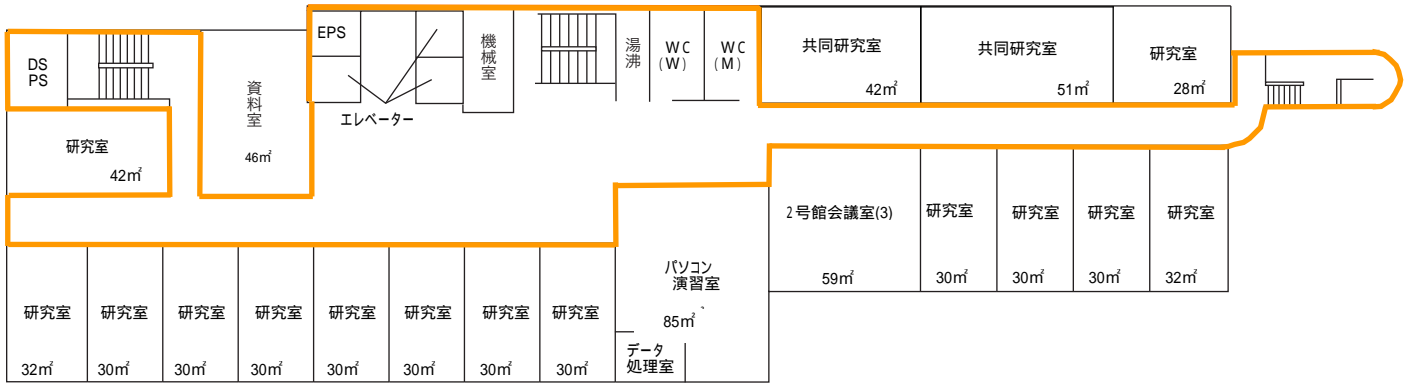 DS
PS
研究室
42㎡
資料室
46㎡
EPS
エレベーター
機械室
湯沸
WC
(W)
WC
(M)
共同研究室
42㎡
共同研究室
51㎡
研究室
28㎡
2号館会議室(3)
59㎡
研究室
30㎡
研究室
30㎡
研究室
30㎡
研究室
32㎡
研究室
32㎡
研究室
30㎡
研究室
30㎡
研究室
30㎡
研究室
30㎡
研究室
30㎡
研究室
30㎡
研究室
30㎡
パソコン
演習室
85㎡
データ
処理室